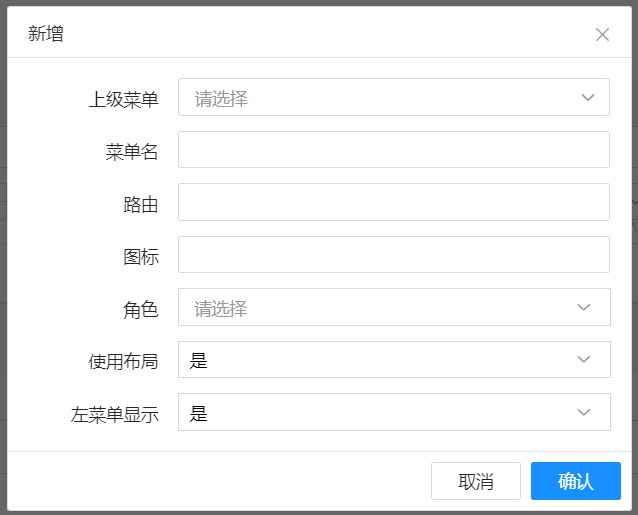 新增
上级菜单 请选择
菜单名
路由
图标
角色 请选择
使用布局 是
左菜单显示 是
取消 确认